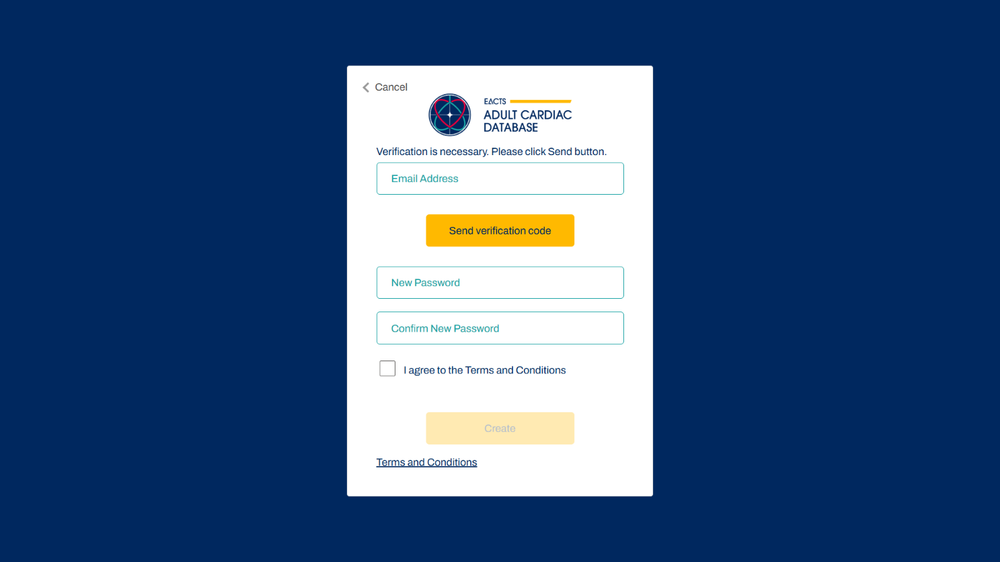 Cancel
EACTS
ADULT CARDIAC
DATABASE
Verification is necessary. Please click Send button.
Email Address
Send verification code
New Password
Confirm New Password
I agree to the Terms and Conditions
Create
Terms and Conditions